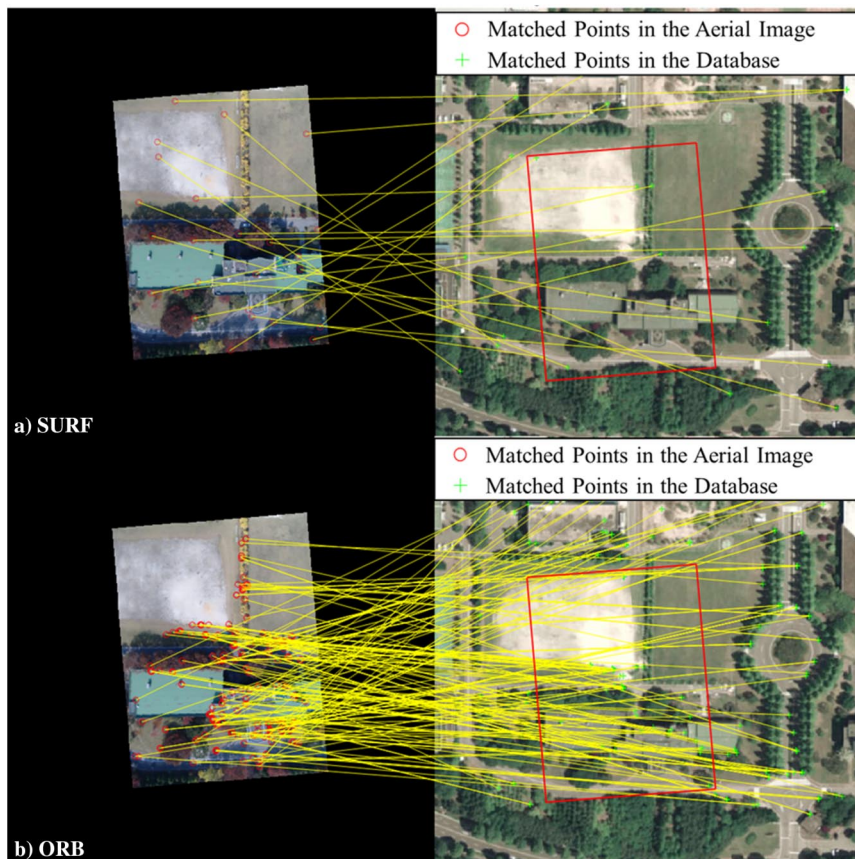 ○ Matched Points in the Aerial Image
+ Matched Points in the Database
a) SURF
○ Matched Points in the Aerial Image
+ Matched Points in the Database
b) ORB